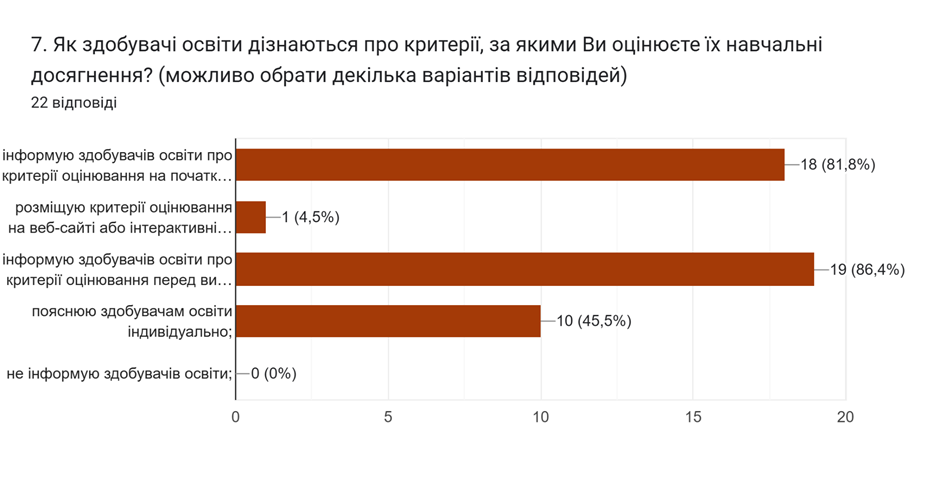 7. Як здобувачі освіти дізнаються про критерії, за якими Ви оцінюєте їх навчальні
досягнення? (можливо обрати декілька варіантів відповідей)
22 відповіді
інформую здобувачів освіти про
критерії оцінювання на початк…
18 (81,8%)
розміщую критерії оцінювання
на веб-сайті або інтерактивні…
1 (4,5%)
інформую здобувачів освіти про
критерії оцінювання перед ви…
19 (86,4%)
пояснюю здобувачам освіти
індивідуально;
10 (45,5%)
не інформую здобувачів освіти;
0 (0%)
0 5 10 15 20